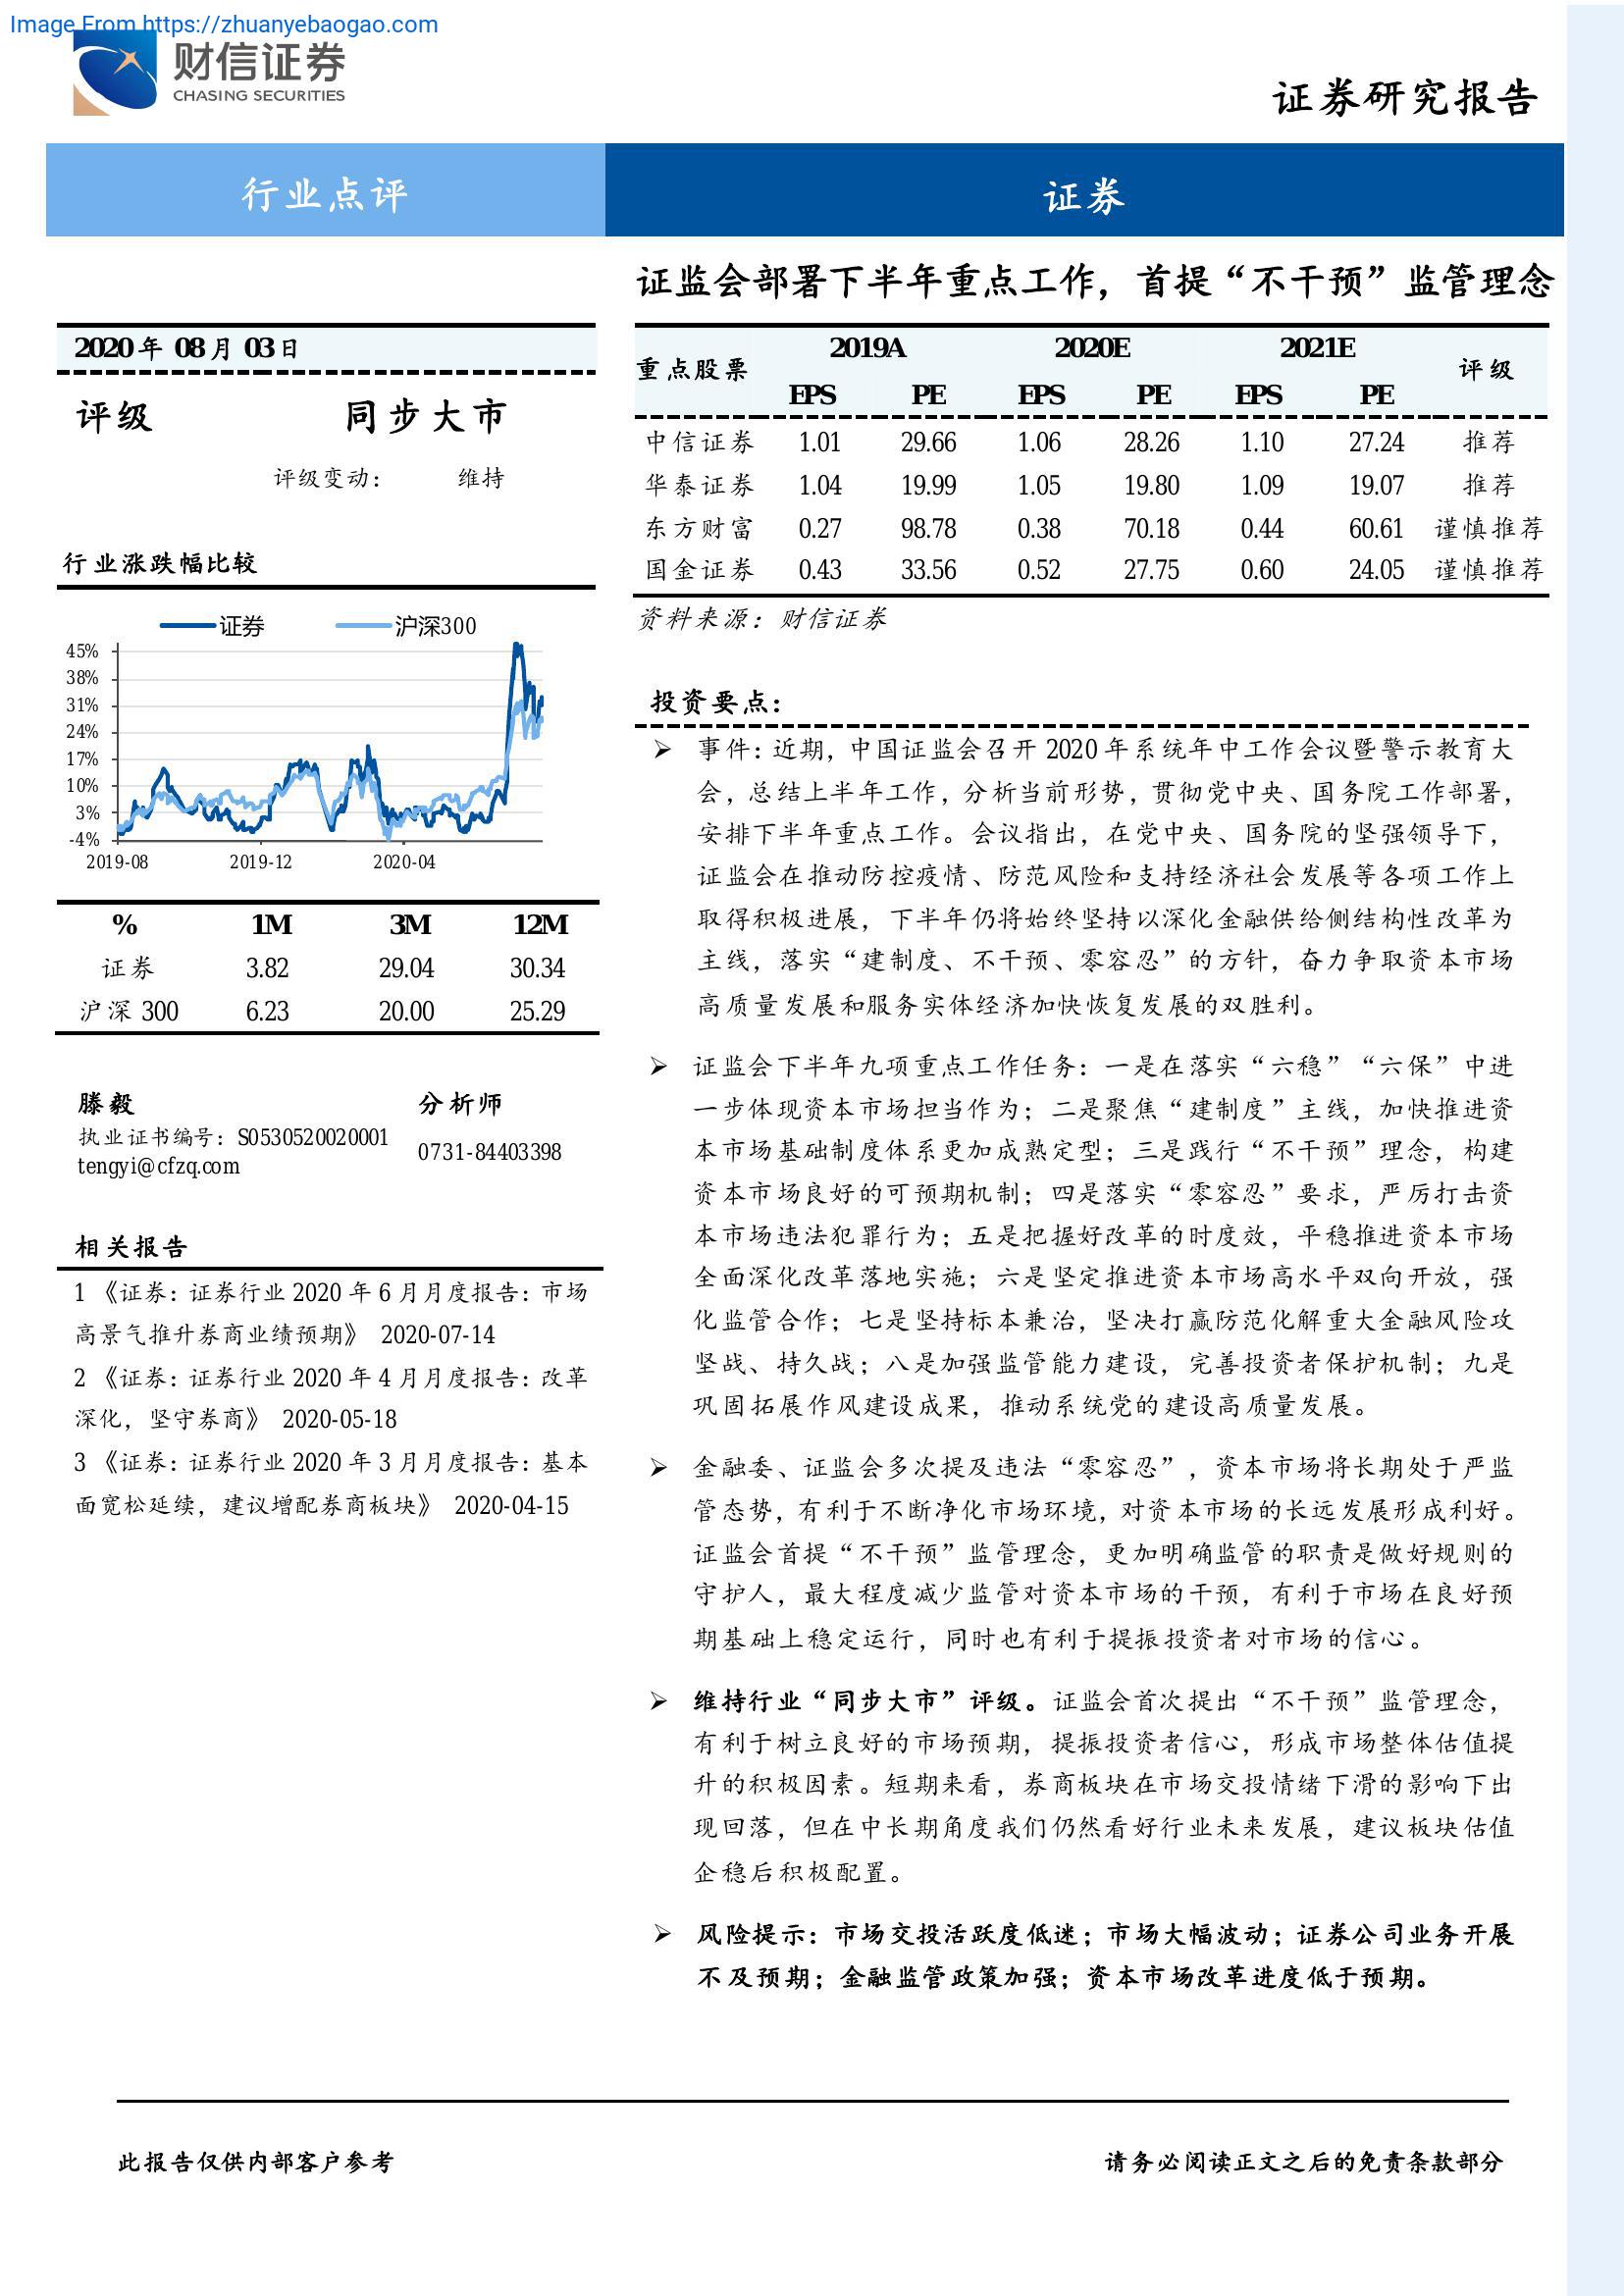 Image From https://zhuanyebaogao.com
财信证券
CHASING SECURITIES
证券研究报告
行业点评
证券
证监会部署下半年重点工作，首提“不干预”监管理念
2020 年 08 月 03 日
评级 同步大市
评级变动： 维持
行业涨跌幅比较
证券 沪深300
45%
38%
31%
24%
17%
10%
3%
-4%
2019-08 2019-12 2020-04
% 1M 3M 12M
证券 3.82 29.04 30.34
沪深 300 6.23 20.00 25.29
滕毅 分析师
执业证书编号：S0530520020001
tengyi@cfzq.com 0731-84403398
相关报告
1 《证券：证券行业 2020 年 6 月月度报告：市场
高景气推升券商业绩预期》 2020-07-14
2 《证券：证券行业 2020 年 4 月月度报告：改革
深化，坚守券商》 2020-05-18
3 《证券：证券行业 2020 年 3 月月度报告：基本
面宽松延续，建议增配券商板块》 2020-04-15
重点股票 2019A 2020E 2021E 评级
EPS PE EPS PE EPS PE
中信证券 1.01 29.66 1.06 28.26 1.10 27.24 推荐
华泰证券 1.04 19.99 1.05 19.80 1.09 19.07 推荐
东方财富 0.27 98.78 0.38 70.18 0.44 60.61 谨慎推荐
国金证券 0.43 33.56 0.52 27.75 0.60 24.05 谨慎推荐
资料来源：财信证券
投资要点：
➢ 事件：近期，中国证监会召开 2020 年系统年中工作会议暨警示教育大
会，总结上半年工作，分析当前形势，贯彻党中央、国务院工作部署，
安排下半年重点工作。会议指出，在党中央、国务院的坚强领导下，
证监会在推动防控疫情、防范风险和支持经济社会发展等各项工作上
取得积极进展，下半年仍将始终坚持以深化金融供给侧结构性改革为
主线，落实“建制度、不干预、零容忍”的方针，奋力争取资本市场
高质量发展和服务实体经济加快恢复发展的双胜利。
➢ 证监会下半年九项重点工作任务：一是在落实“六稳”“六保”中进
一步体现资本市场担当作为；二是聚焦“建制度”主线，加快推进资
本市场基础制度体系更加成熟定型；三是践行“不干预”理念，构建
资本市场良好的可预期机制；四是落实“零容忍”要求，严厉打击资
本市场违法犯罪行为；五是把握好改革的时度效，平稳推进资本市场
全面深化改革落地实施；六是坚定推进资本市场高水平双向开放，强
化监管合作；七是坚持标本兼治，坚决打赢防范化解重大金融风险攻
坚战、持久战；八是加强监管能力建设，完善投资者保护机制；九是
巩固拓展作风建设成果，推动系统党的建设高质量发展。
➢ 金融委、证监会多次提及违法“零容忍”，资本市场将长期处于严监
管态势，有利于不断净化市场环境，对资本市场的长远发展形成利好。
证监会首提“不干预”监管理念，更加明确监管的职责是做好规则的
守护人，最大程度减少监管对资本市场的干预，有利于市场在良好预
期基础上稳定运行，同时也有利于提振投资者对市场的信心。
➢ 维持行业“同步大市”评级。证监会首次提出“不干预”监管理念，
有利于树立良好的市场预期，提振投资者信心，形成市场整体估值提
升的积极因素。短期来看，券商板块在市场交投情绪下滑的影响下出
现回落，但在中长期角度我们仍然看好行业未来发展，建议板块估值
企稳后积极配置。
➢ 风险提示：市场交投活跃度低迷；市场大幅波动；证券公司业务开展
不及预期；金融监管政策加强；资本市场改革进度低于预期。
此报告仅供内部客户参考
请务必阅读正文之后的免责条款部分